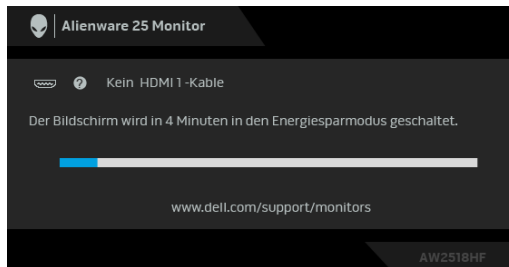 Alienware 25 Monitor
? Kein HDMI 1 -Kable
Der Bildschirm wird in 4 Minuten in den Energiesparmodus geschaltet.
www.dell.com/support/monitors
AW2518HF